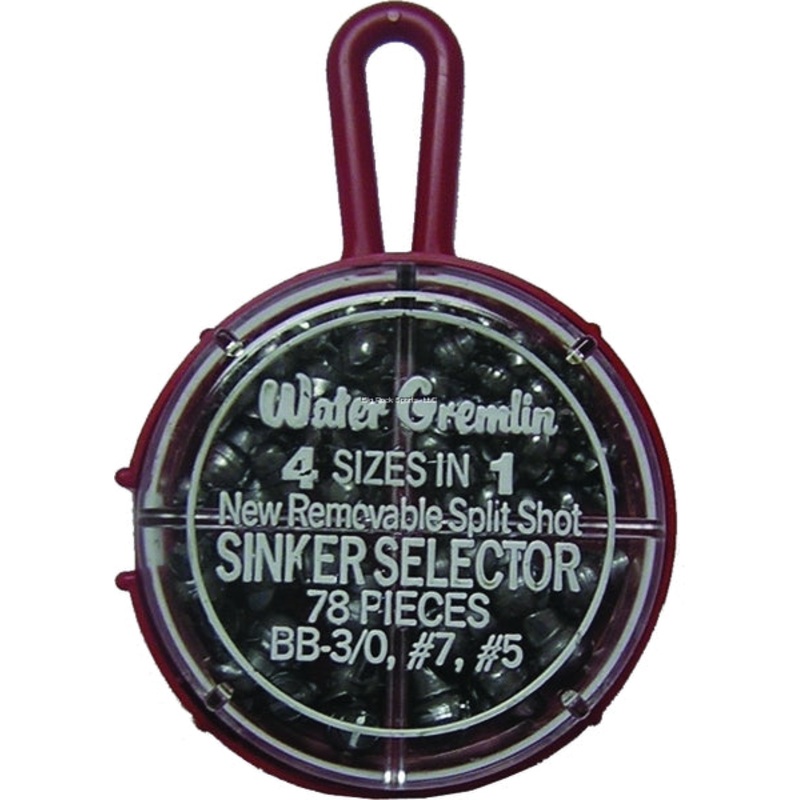 Water Gremlin
4 SIZES IN 1
New Removable Split Shot
SINKER SELECTOR
78 PIECES
BB-3/0, #7, #5